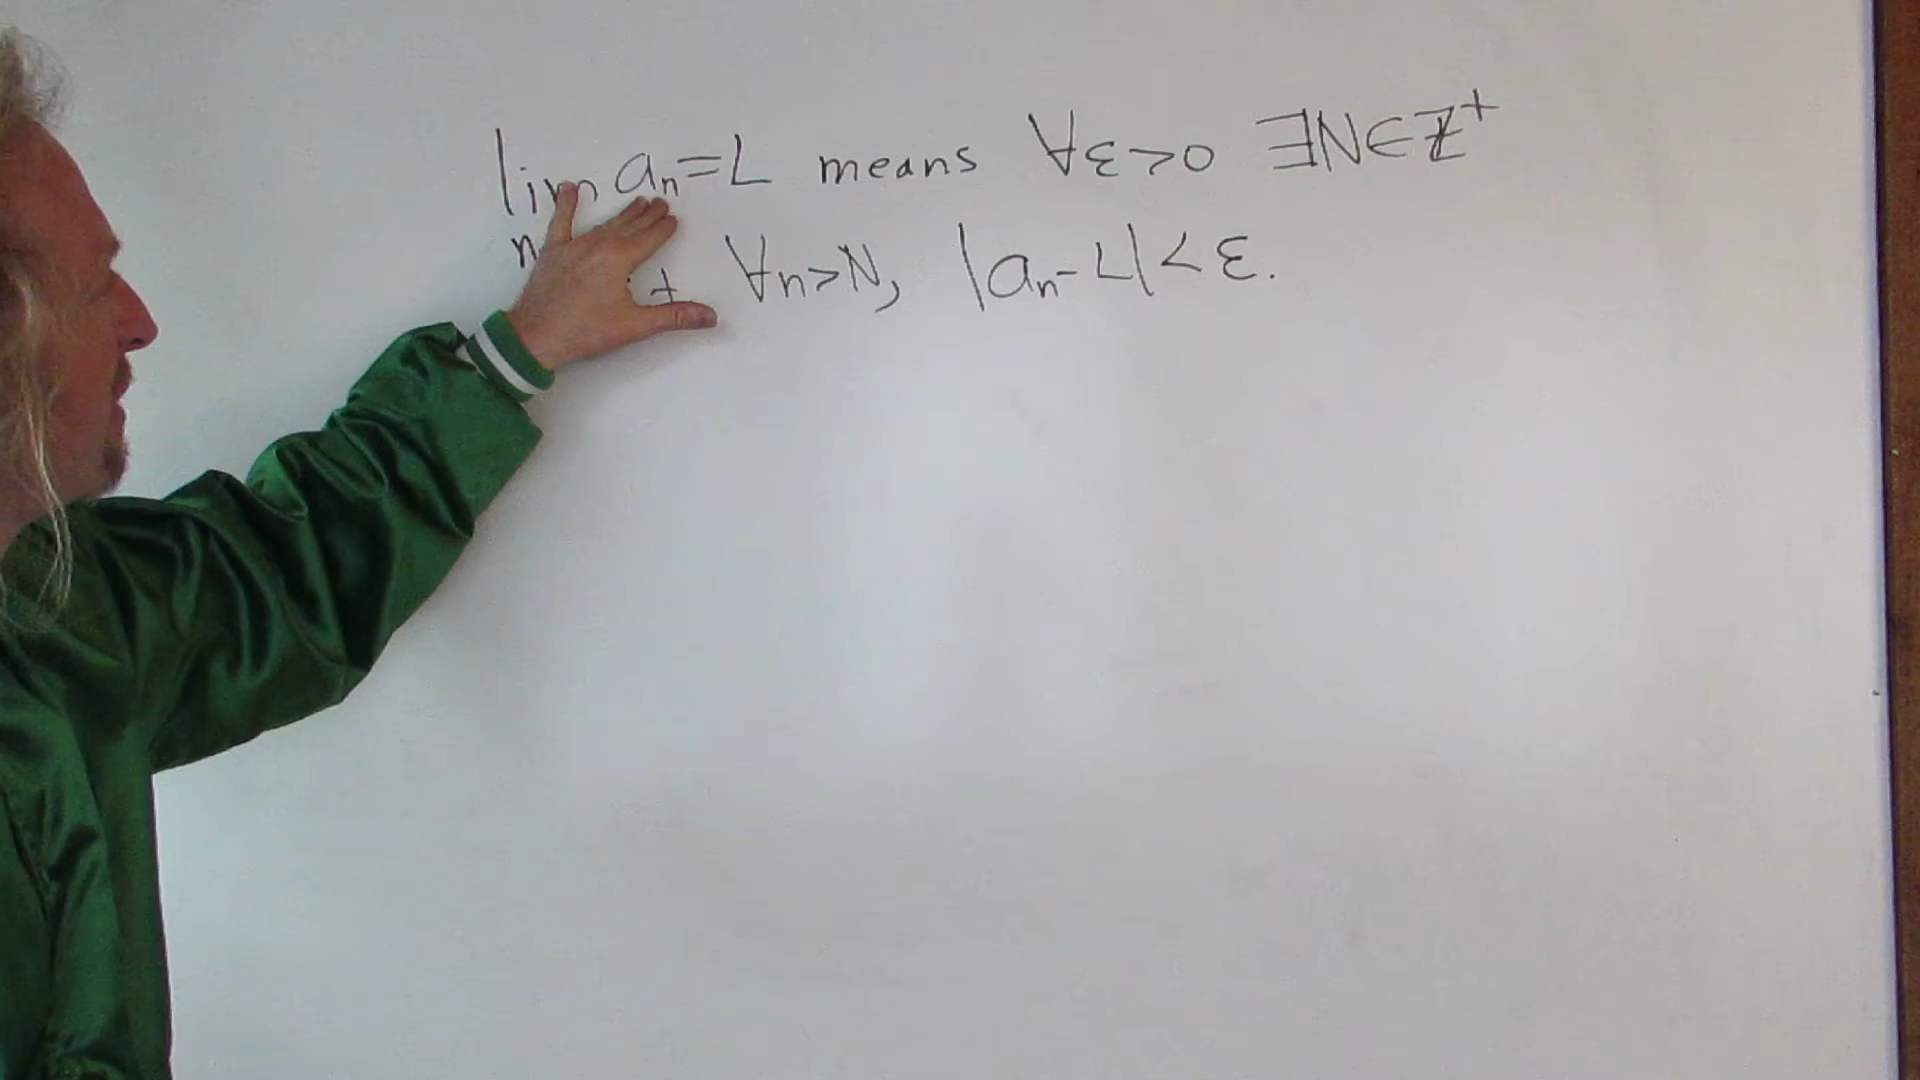 lim aₙ=L means ∀ε>0 ∃N∈ℤ⁺
n t ∀n>N, |aₙ-L|<ε.